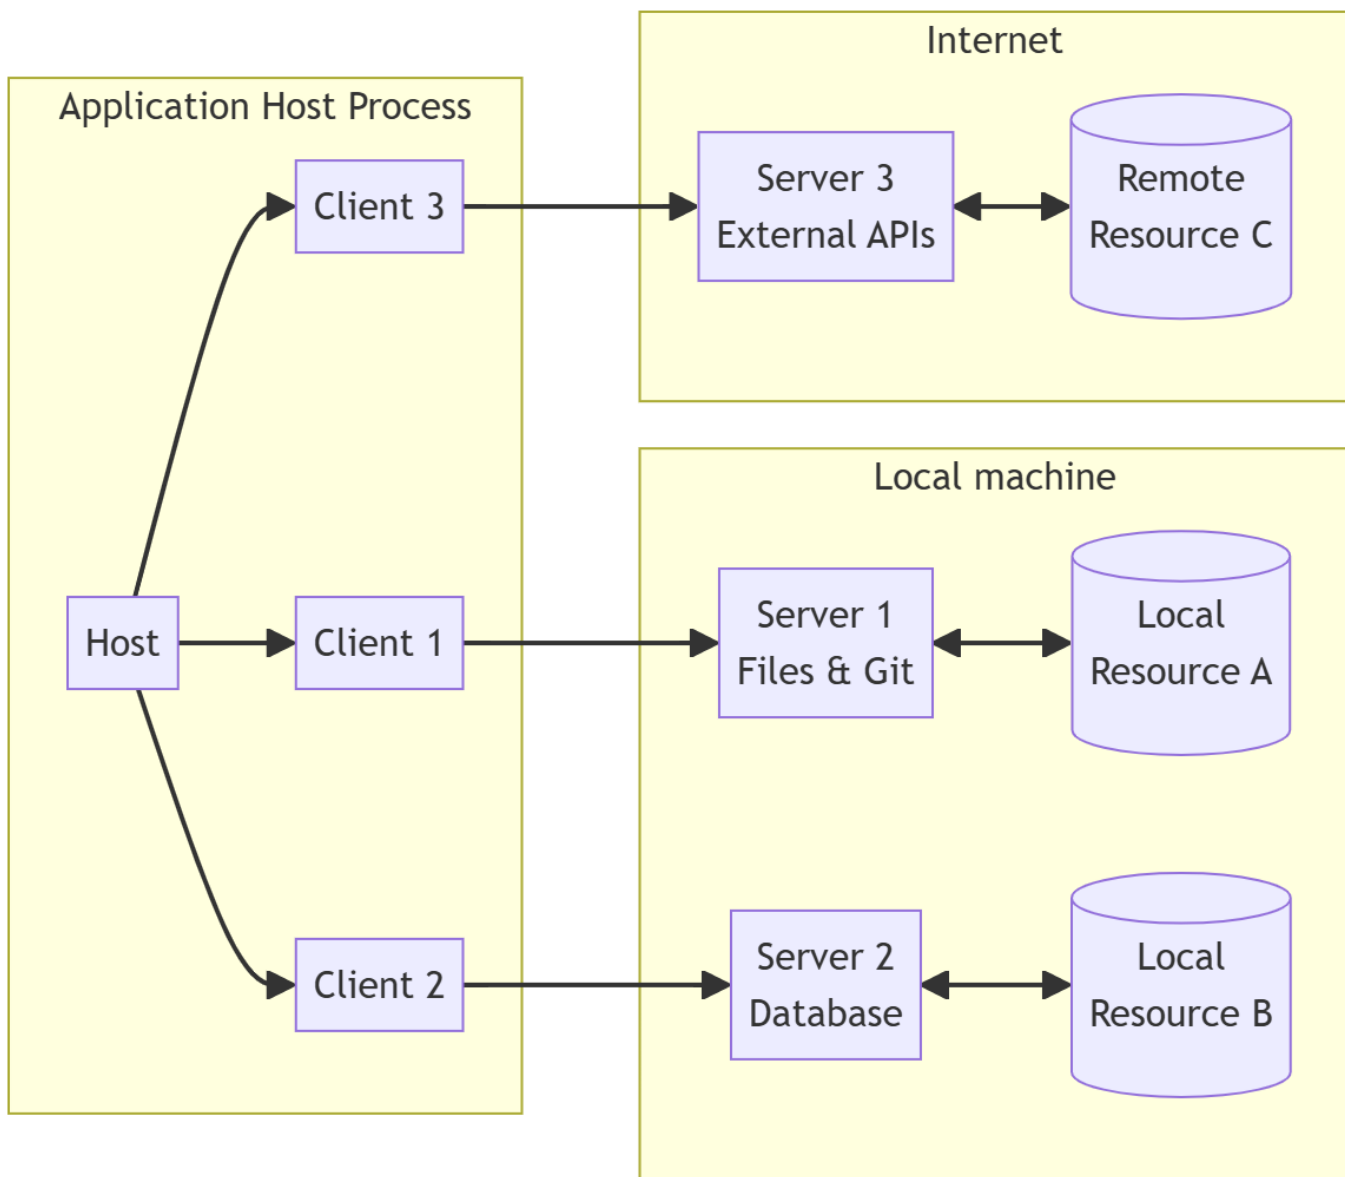 Application Host Process
Client 3
Host
Client 1
Client 2
Internet
Server 3
External APIs
Remote
Resource C
Local machine
Server 1
Files & Git
Local
Resource A
Server 2
Database
Local
Resource B